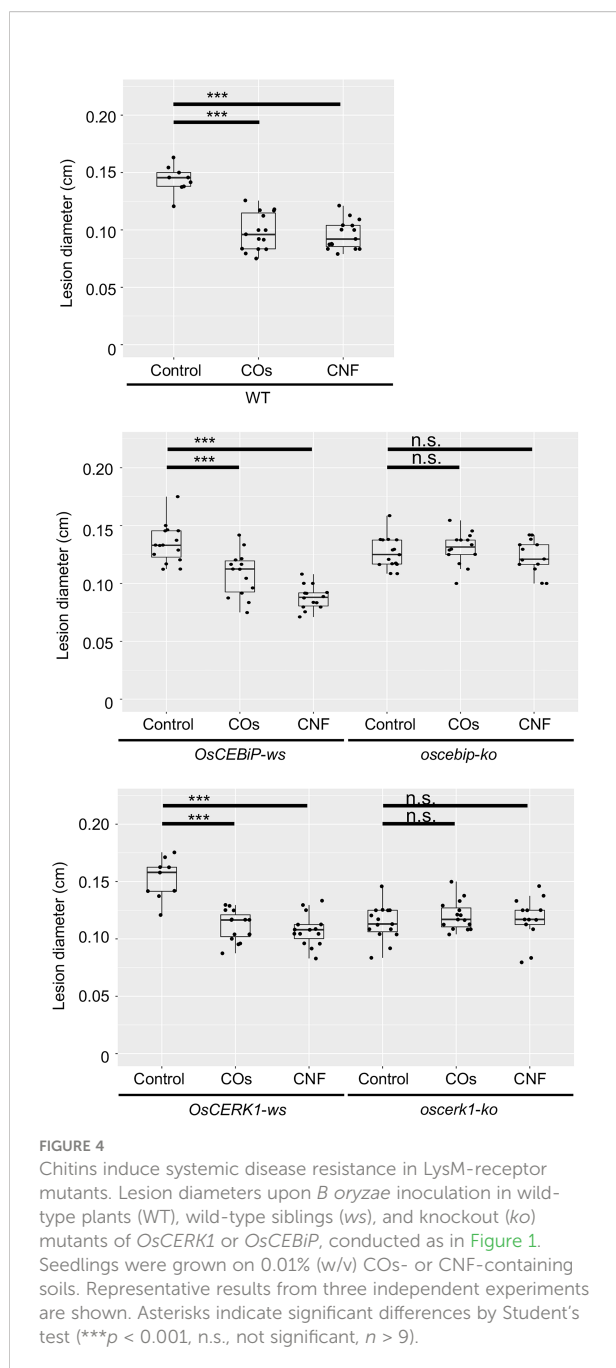 ***
***
0.20
0.15
0.10
0.05
0
Lesion diameter (cm)
Control COs CNF
WT
*** n.s.
*** n.s.
0.20
0.15
0.10
0.05
0
Lesion diameter (cm)
Control COs CNF Control COs CNF
OsCEBiP-ws oscebip-ko
*** n.s.
*** n.s.
0.20
0.15
0.10
0.05
0
Lesion diameter (cm)
Control COs CNF Control COs CNF
OsCERK1-ws oscerk1-ko
FIGURE 4
Chitins induce systemic disease resistance in LysM-receptor
mutants. Lesion diameters upon B oryzae inoculation in wild-
type plants (WT), wild-type siblings (ws), and knockout (ko)
mutants of OsCERK1 or OsCEBiP, conducted as in Figure 1.
Seedlings were grown on 0.01% (w/v) COs- or CNF-containing
soils. Representative results from three independent experiments
are shown. Asterisks indicate significant differences by Student’s
test (***p < 0.001, n.s., not significant, n > 9).